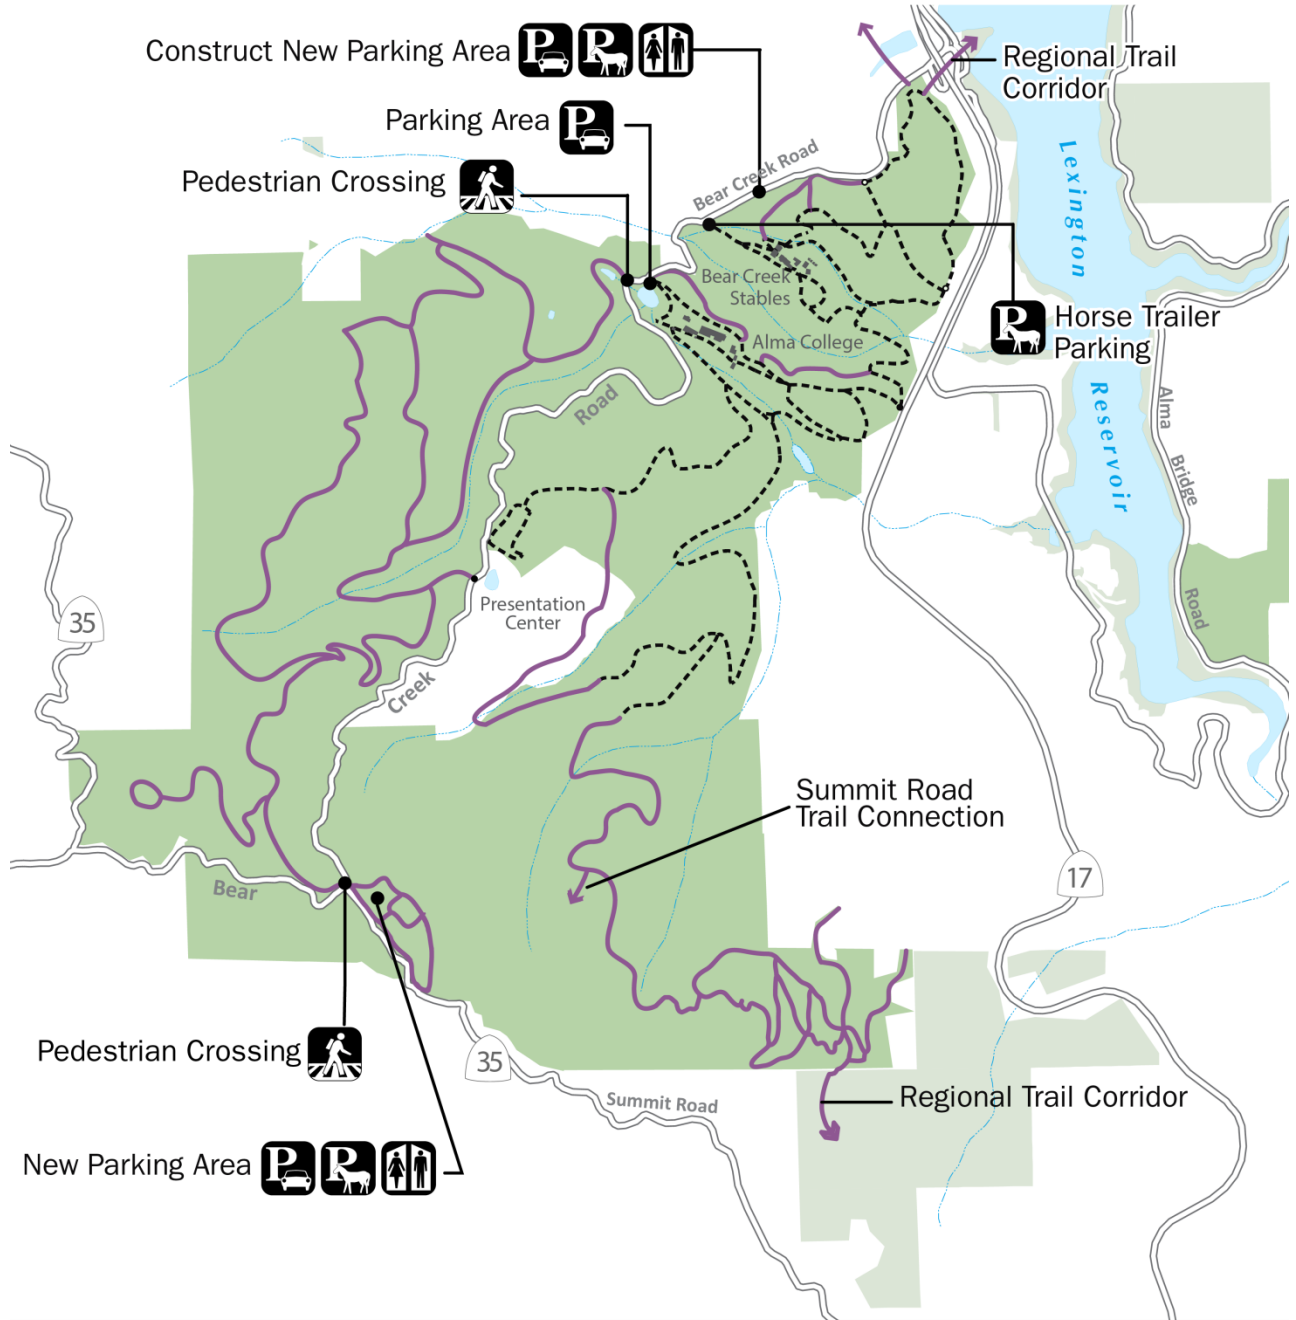 Construct New Parking Area P P
Regional Trail
Corridor
Parking Area P
Pedestrian Crossing
Bear Creek Road
Lexington
Reservoir
Bear Creek
Stables
Alma College
P Horse Trailer
Parking
Road
Alma
Bridge
Road
Presentation
Center
35
Creek
Summit Road
Trail Connection
17
Bear
Pedestrian Crossing
35
Summit Road
Regional Trail Corridor
New Parking Area P P